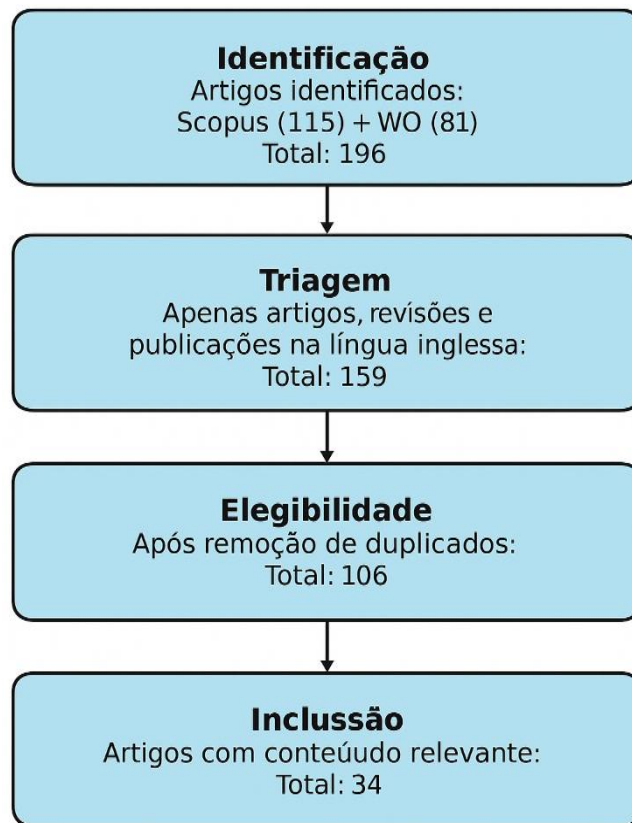 Identificação
Artigos identificados:
Scopus (115) + WO (81)
Total: 196
Triagem
Apenas artigos, revisões e
publicações na língua inglessa:
Total: 159
Elegibilidade
Após remoção de duplicados:
Total: 106
Inclussão
Artigos com conteúudo relevante:
Total: 34